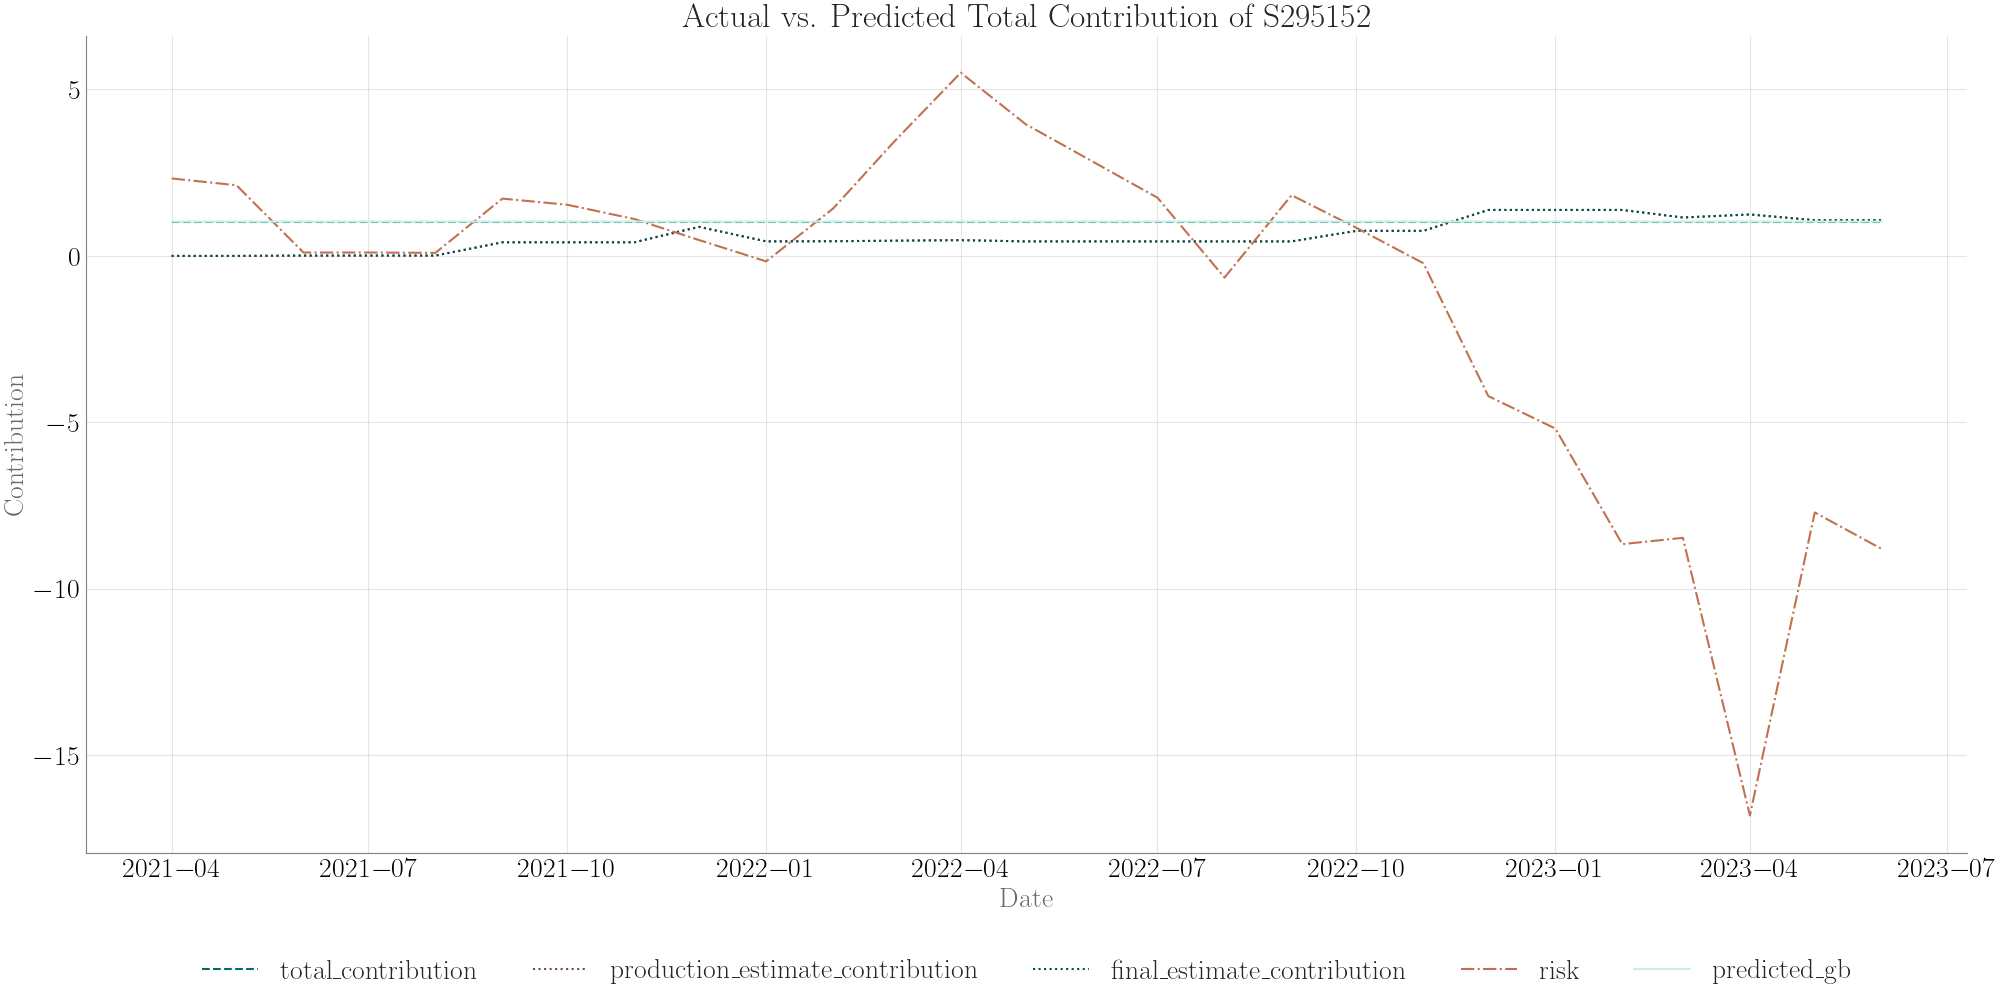 Actual vs. Predicted Total Contribution of S295152
Contribution
5
0
−5
−10
−15
2021−04 2021−07 2021−10 2022−01 2022−04 2022−07 2022−10 2023−01 2023−04 2023−07
Date
total_contribution production_estimate_contribution final_estimate_contribution risk predicted_gb